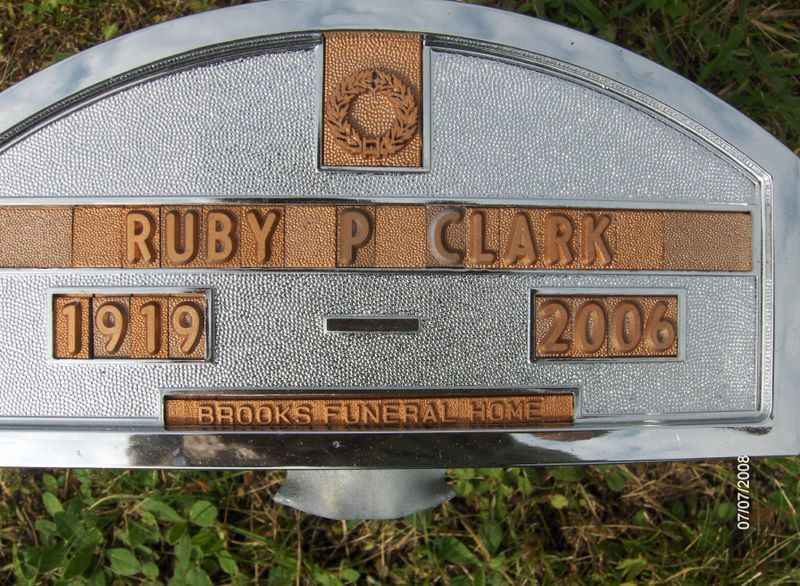 RUBY P CLARK
1919 — 2006
BROOKS FUNERAL HOME
07/07/2008